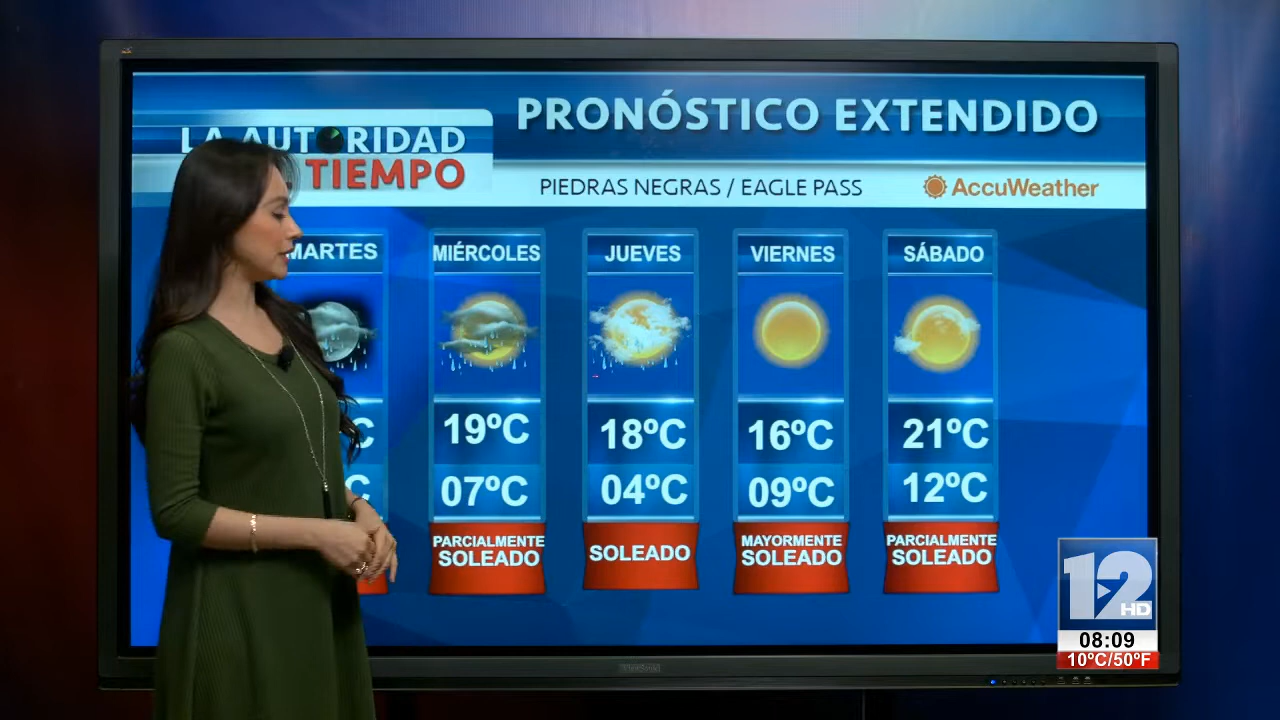 PRONÓSTICO EXTENDIDO
LA AUTORIDAD
TIEMPO
PIEDRAS NEGRAS / EAGLE PASS
AccuWeather
MARTES
MIÉRCOLES
JUEVES
VIERNES
SÁBADO
C
19ºC
18ºC
16ºC
21ºC
C
07ºC
04ºC
09ºC
12ºC
PARCIALMENTE
SOLEADO
SOLEADO
MAYORMENTE
SOLEADO
PARCIALMENTE
SOLEADO
12
HD
08:09
10ºC/50ºF